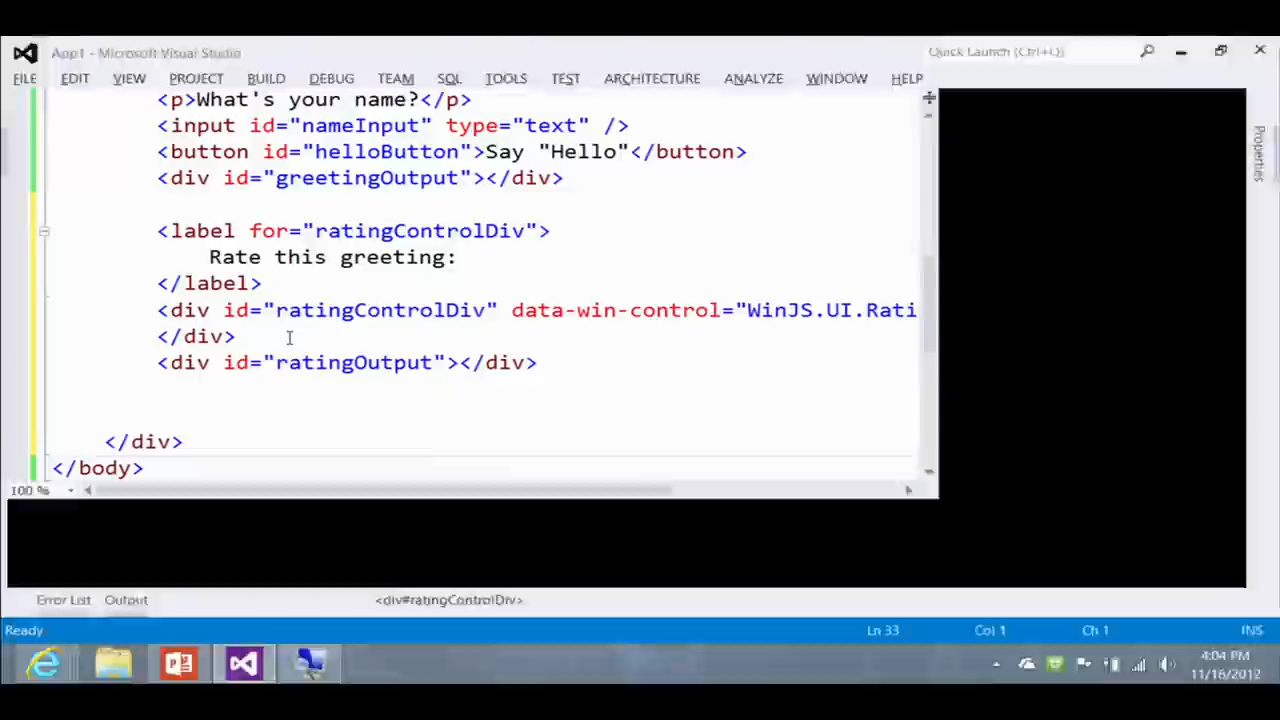 App1 - Microsoft Visual Studio
Quick Launch (Ctrl+Q)
FILE EDIT VIEW PROJECT BUILD DEBUG TEAM SQL TOOLS TEST ARCHITECTURE ANALYZE WINDOW HELP
<p>What's your name?</p>
<input id="nameInput" type="text" />
<button id="helloButton">Say "Hello"</button>
<div id="greetingOutput"></div>
<label for="ratingControlDiv">
Rate this greeting:
</label>
<div id="ratingControlDiv" data-win-control="WinJS.UI.Rati
</div>
<div id="ratingOutput"></div>
</div>
</body>
100 %
Properties
Error List Output <div#ratingControlDiv>
Ready Ln 33 Col 1 Ch 1 INS
4:04 PM
11/16/2012